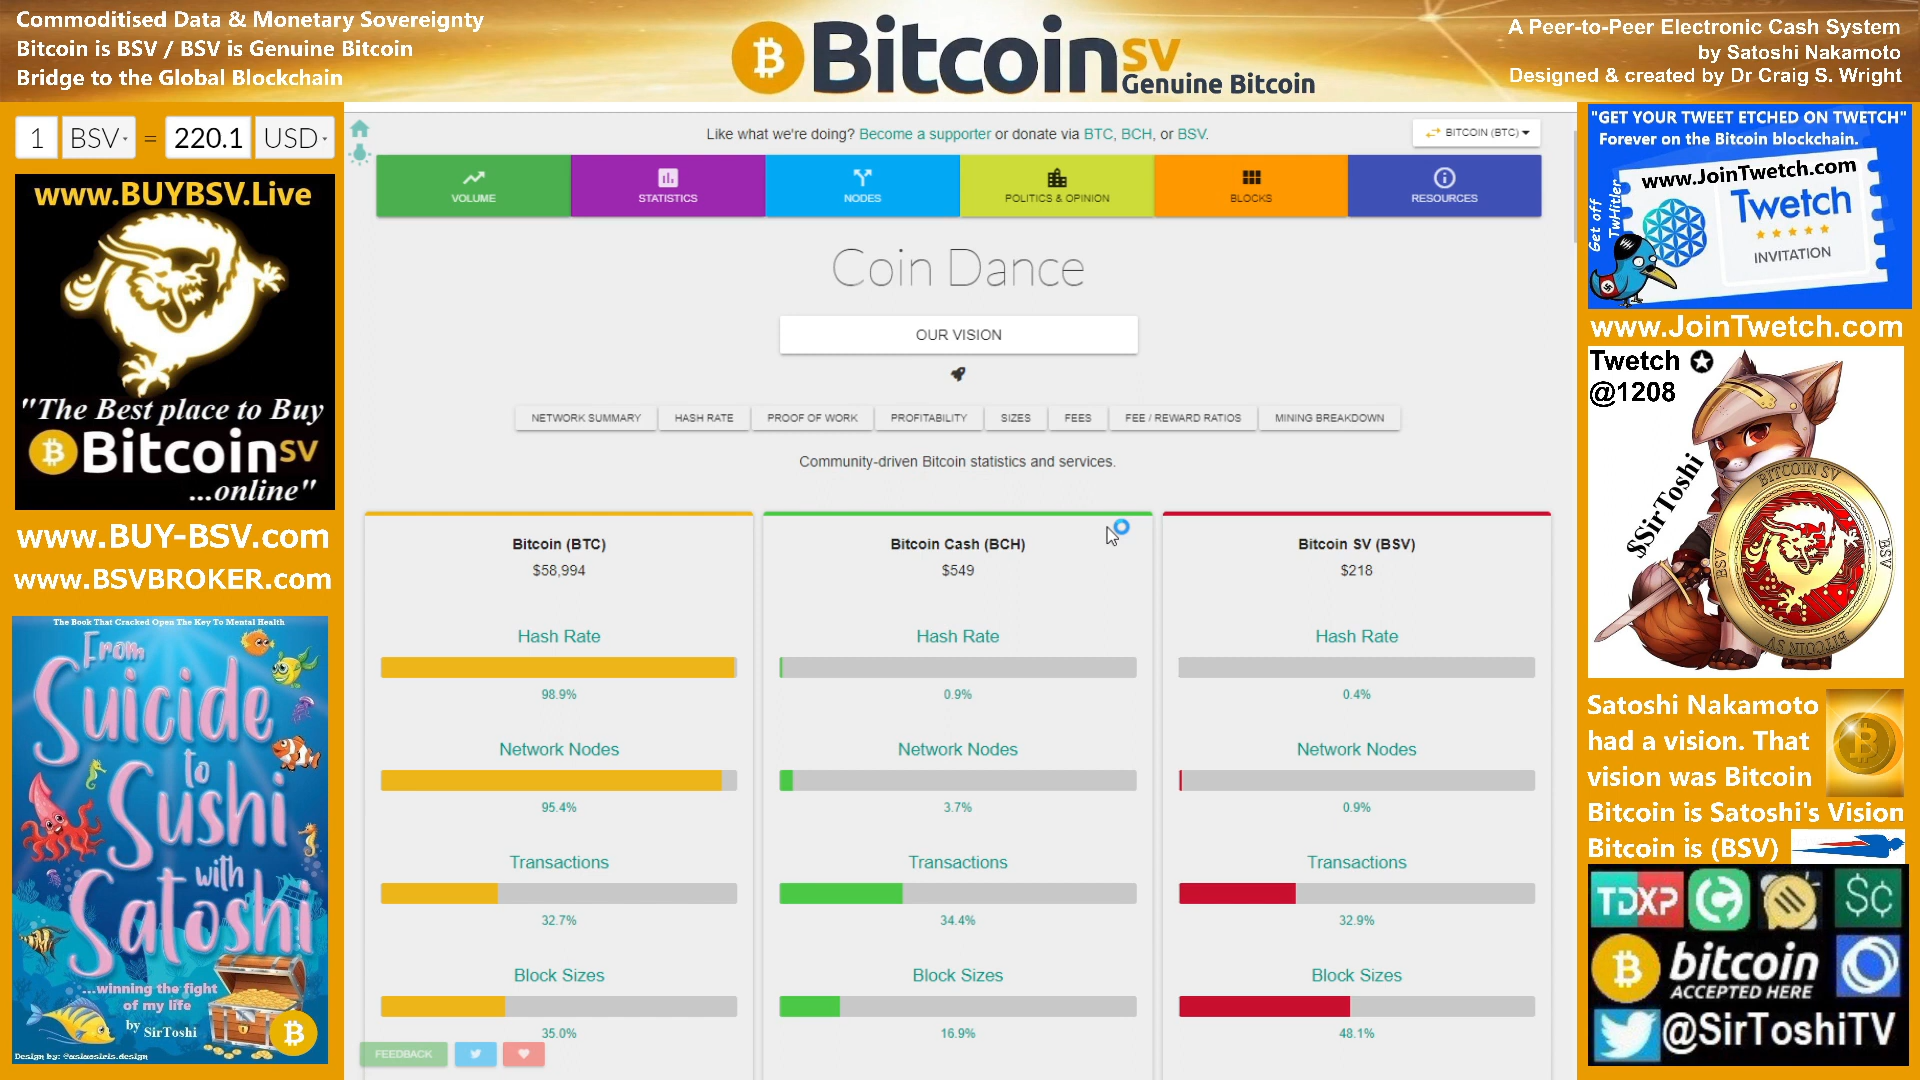 Commoditised Data & Monetary Sovereignty
Bitcoin is BSV / BSV is Genuine Bitcoin
Bridge to the Global Blockchain
BitcoinSV
Genuine Bitcoin
A Peer-to-Peer Electronic Cash System
by Satoshi Nakamoto
Designed & created by Dr Craig S. Wright
1 BSV = 220.1 USD
www.BUYBSV.Live
"The Best place to Buy
BitcoinSV
...online"
www.BUY-BSV.com
www.BSVBROKER.com
The Book That Cracked Open The Key To Mental Health
From
Suicide
to
Sushi
with
Satoshi
...winning the fight
of my life
by SirToshi
Design by: @asiaosiris.design
Like what we're doing? Become a supporter or donate via BTC, BCH, or BSV.
BITCOIN (BTC)
VOLUME
STATISTICS
NODES
POLITICS & OPINION
BLOCKS
RESOURCES
Coin Dance
OUR VISION
NETWORK SUMMARY
HASH RATE
PROOF OF WORK
PROFITABILITY
SIZES
FEES
FEE / REWARD RATIOS
MINING BREAKDOWN
Community-driven Bitcoin statistics and services.
Bitcoin (BTC)
$58,994
Hash Rate
98.9%
Network Nodes
95.4%
Transactions
32.7%
Block Sizes
35.0%
Bitcoin Cash (BCH)
$549
Hash Rate
0.9%
Network Nodes
3.7%
Transactions
34.4%
Block Sizes
16.9%
Bitcoin SV (BSV)
$218
Hash Rate
0.4%
Network Nodes
0.9%
Transactions
32.9%
Block Sizes
48.1%
FEEDBACK
"GET YOUR TWEET ETCHED ON TWETCH"
Forever on the Bitcoin blockchain.
www.JoinTwetch.com
Twetch
INVITATION
Get off
TwHitler
www.JoinTwetch.com
Twetch
@1208
$SirToshi
BITCOIN SV
BSV
BSV
BITCOIN SV
Satoshi Nakamoto
had a vision. That
vision was Bitcoin
Bitcoin is Satoshi's Vision
Bitcoin is (BSV)
TDXP
$C
bitcoin
ACCEPTED HERE
@SirToshiTV